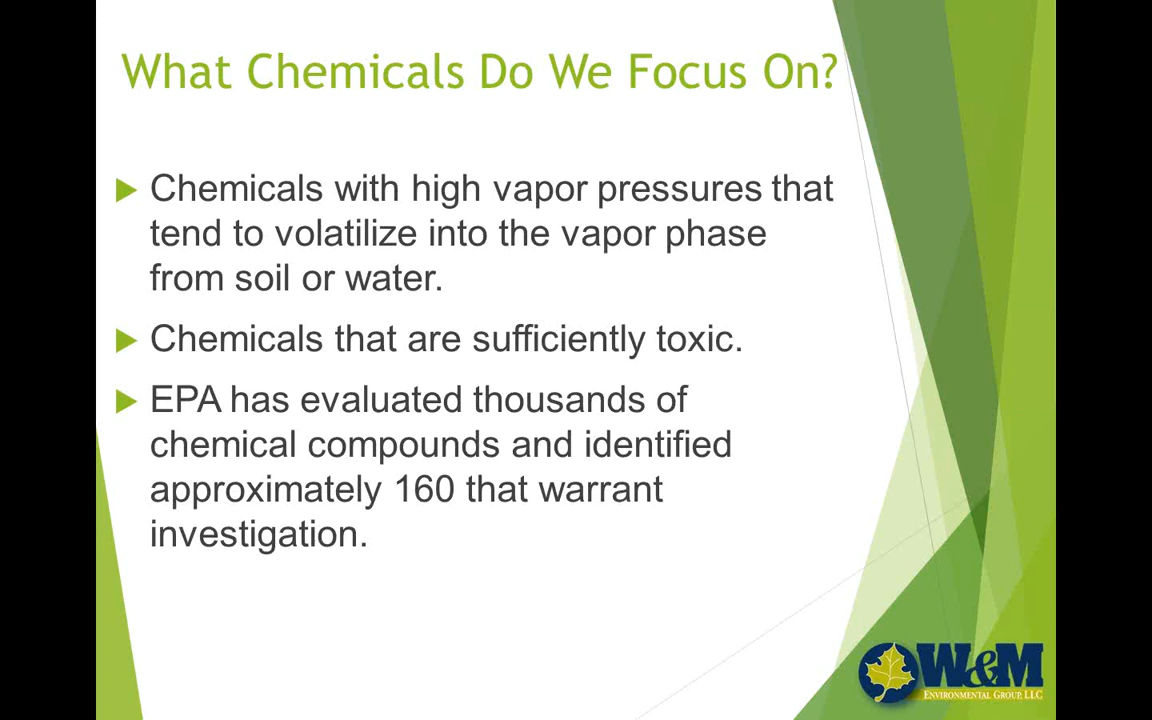 What Chemicals Do We Focus On?
Chemicals with high vapor pressures that
tend to volatilize into the vapor phase
from soil or water.
Chemicals that are sufficiently toxic.
EPA has evaluated thousands of
chemical compounds and identified
approximately 160 that warrant
investigation.
W&M
ENVIRONMENTAL GROUP, LLC